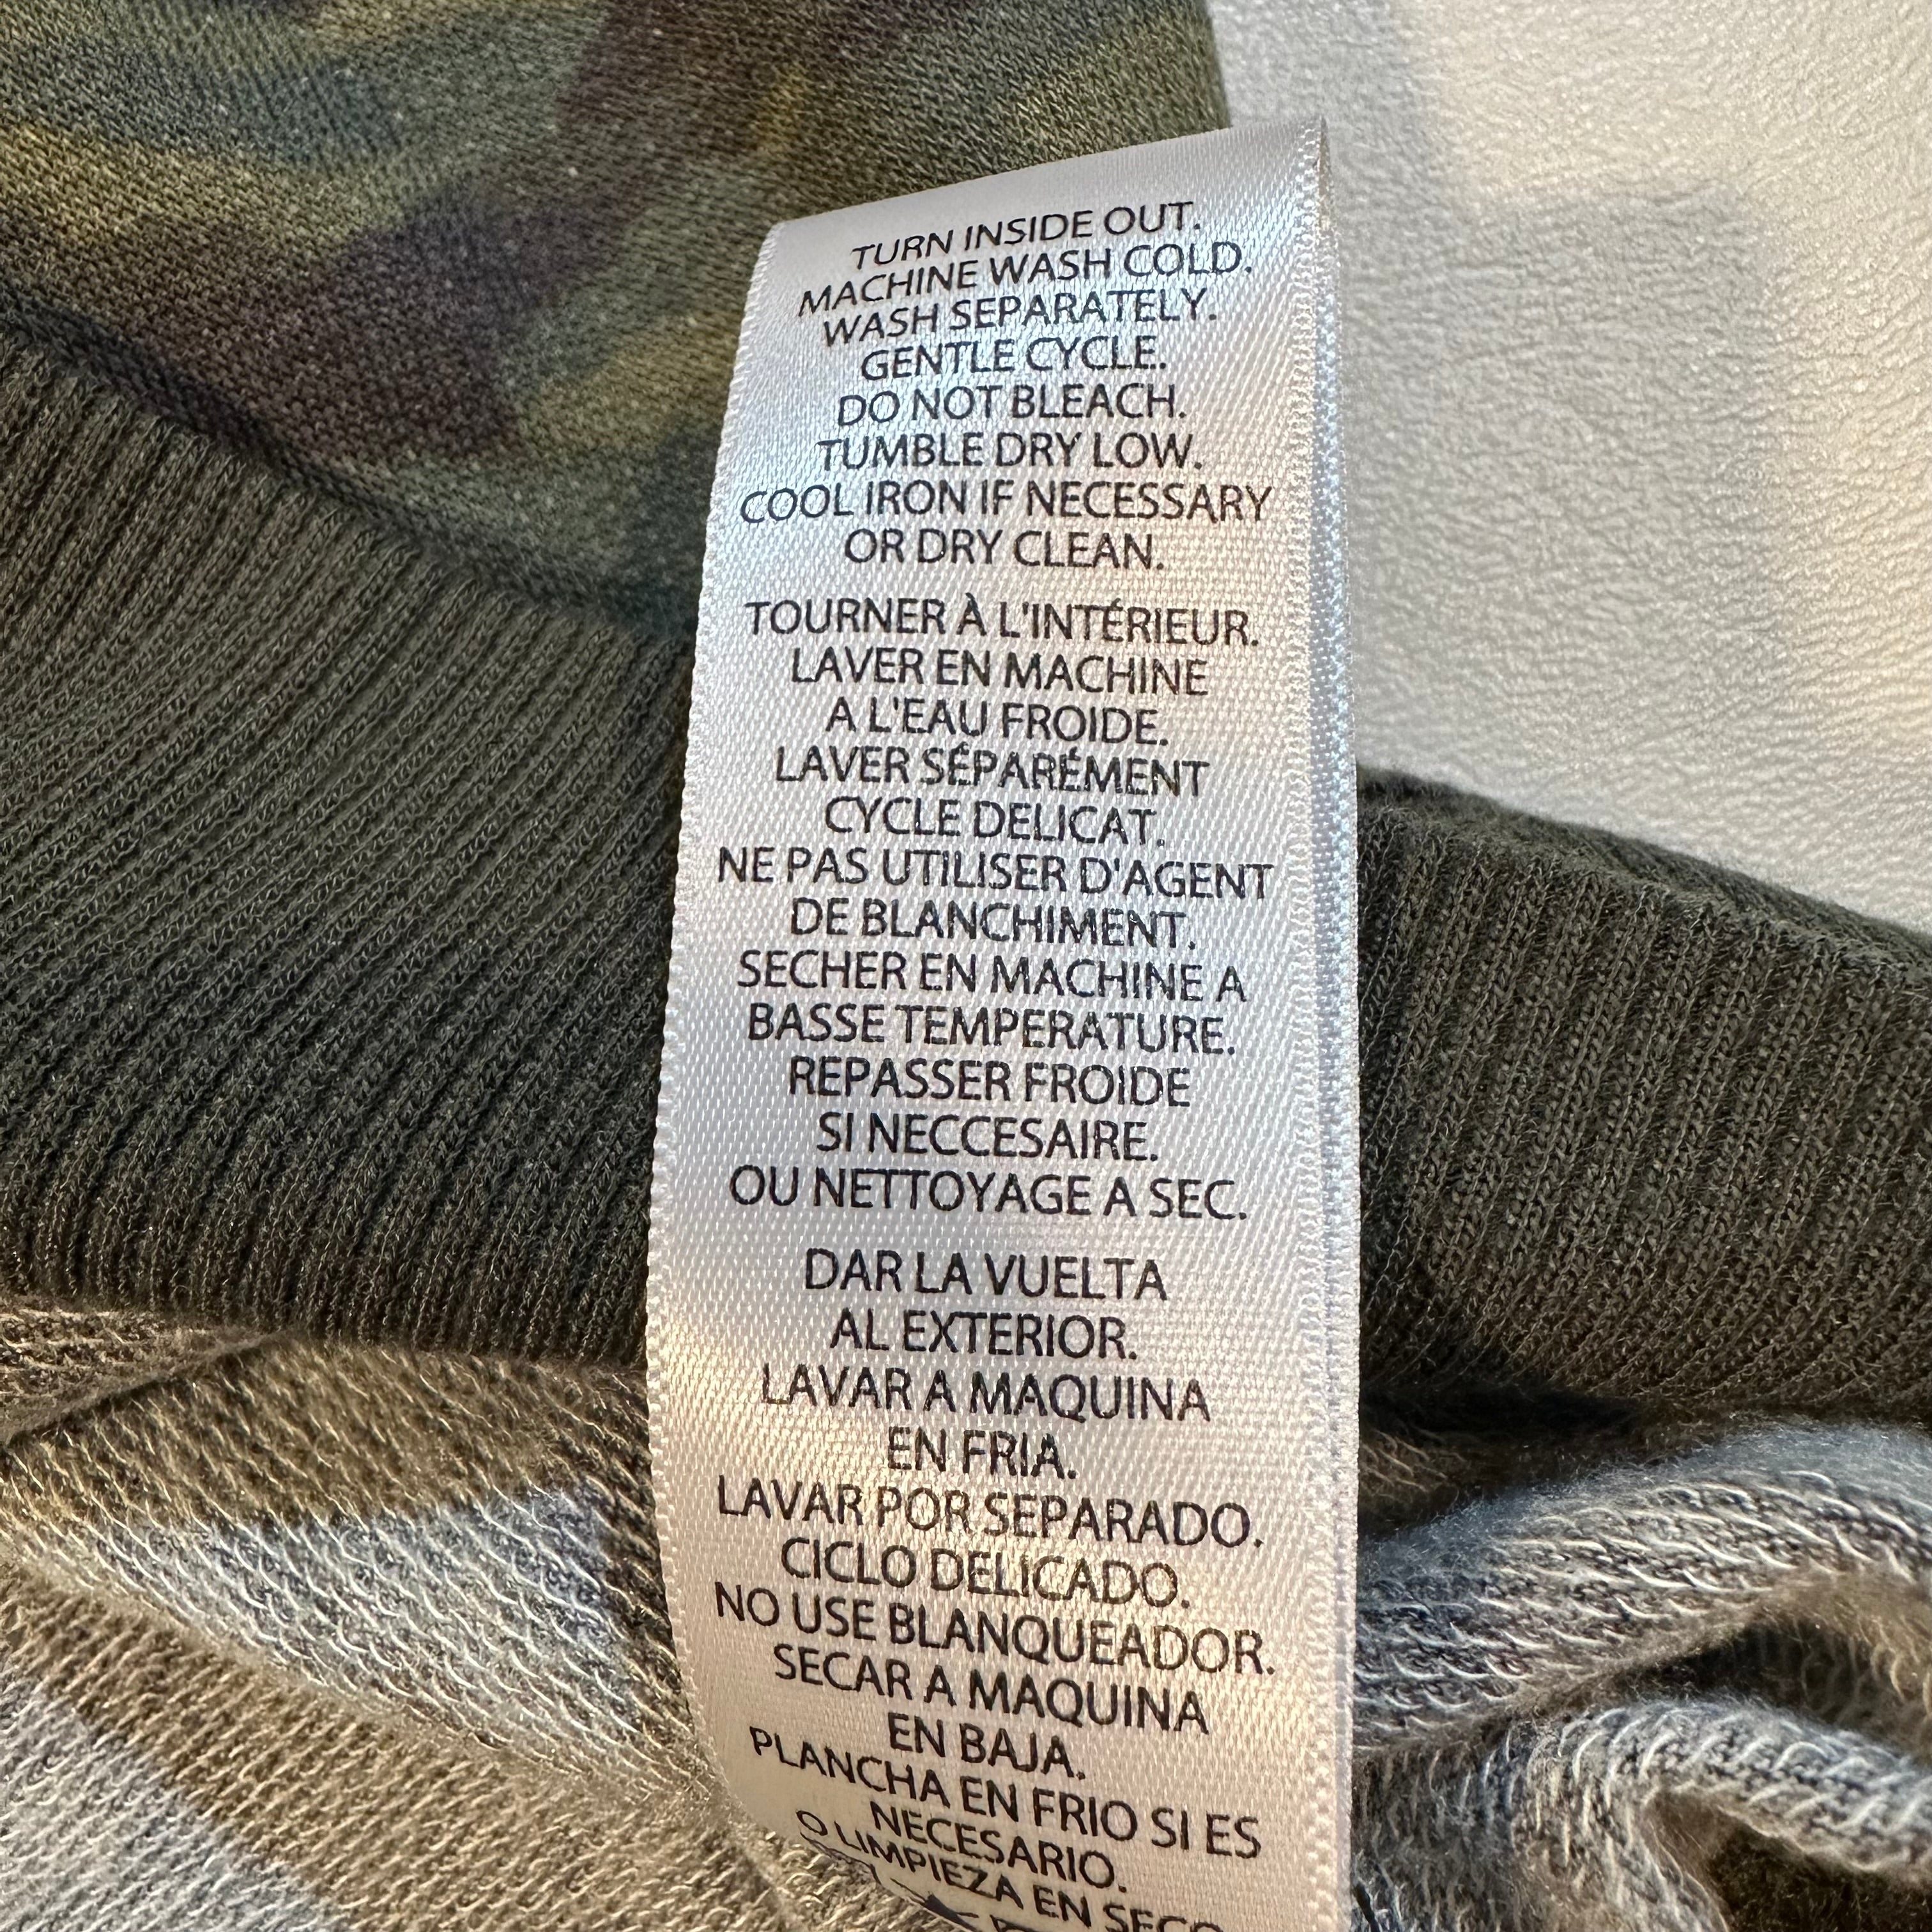 TURN INSIDE OUT.
MACHINE WASH COLD.
WASH SEPARATELY.
GENTLE CYCLE.
DO NOT BLEACH.
TUMBLE DRY LOW.
COOL IRON IF NECESSARY
OR DRY CLEAN.
TOURNER À L'INTÉRIEUR.
LAVER EN MACHINE
A L'EAU FROIDE.
LAVER SÉPARÉMENT
CYCLE DELICAT.
NE PAS UTILISER D'AGENT
DE BLANCHIMENT.
SECHER EN MACHINE A
BASSE TEMPERATURE.
REPASSER FROIDE
SI NECCESAIRE.
OU NETTOYAGE A SEC.
DAR LA VUELTA
AL EXTERIOR.
LAVAR A MAQUINA
EN FRIA.
LAVAR POR SEPARADO.
CICLO DELICADO.
NO USE BLANQUEADOR.
SECAR A MAQUINA
EN BAJA.
PLANCHA EN FRIO SI ES
NECESARIO.
O LIMPIEZA EN SECO